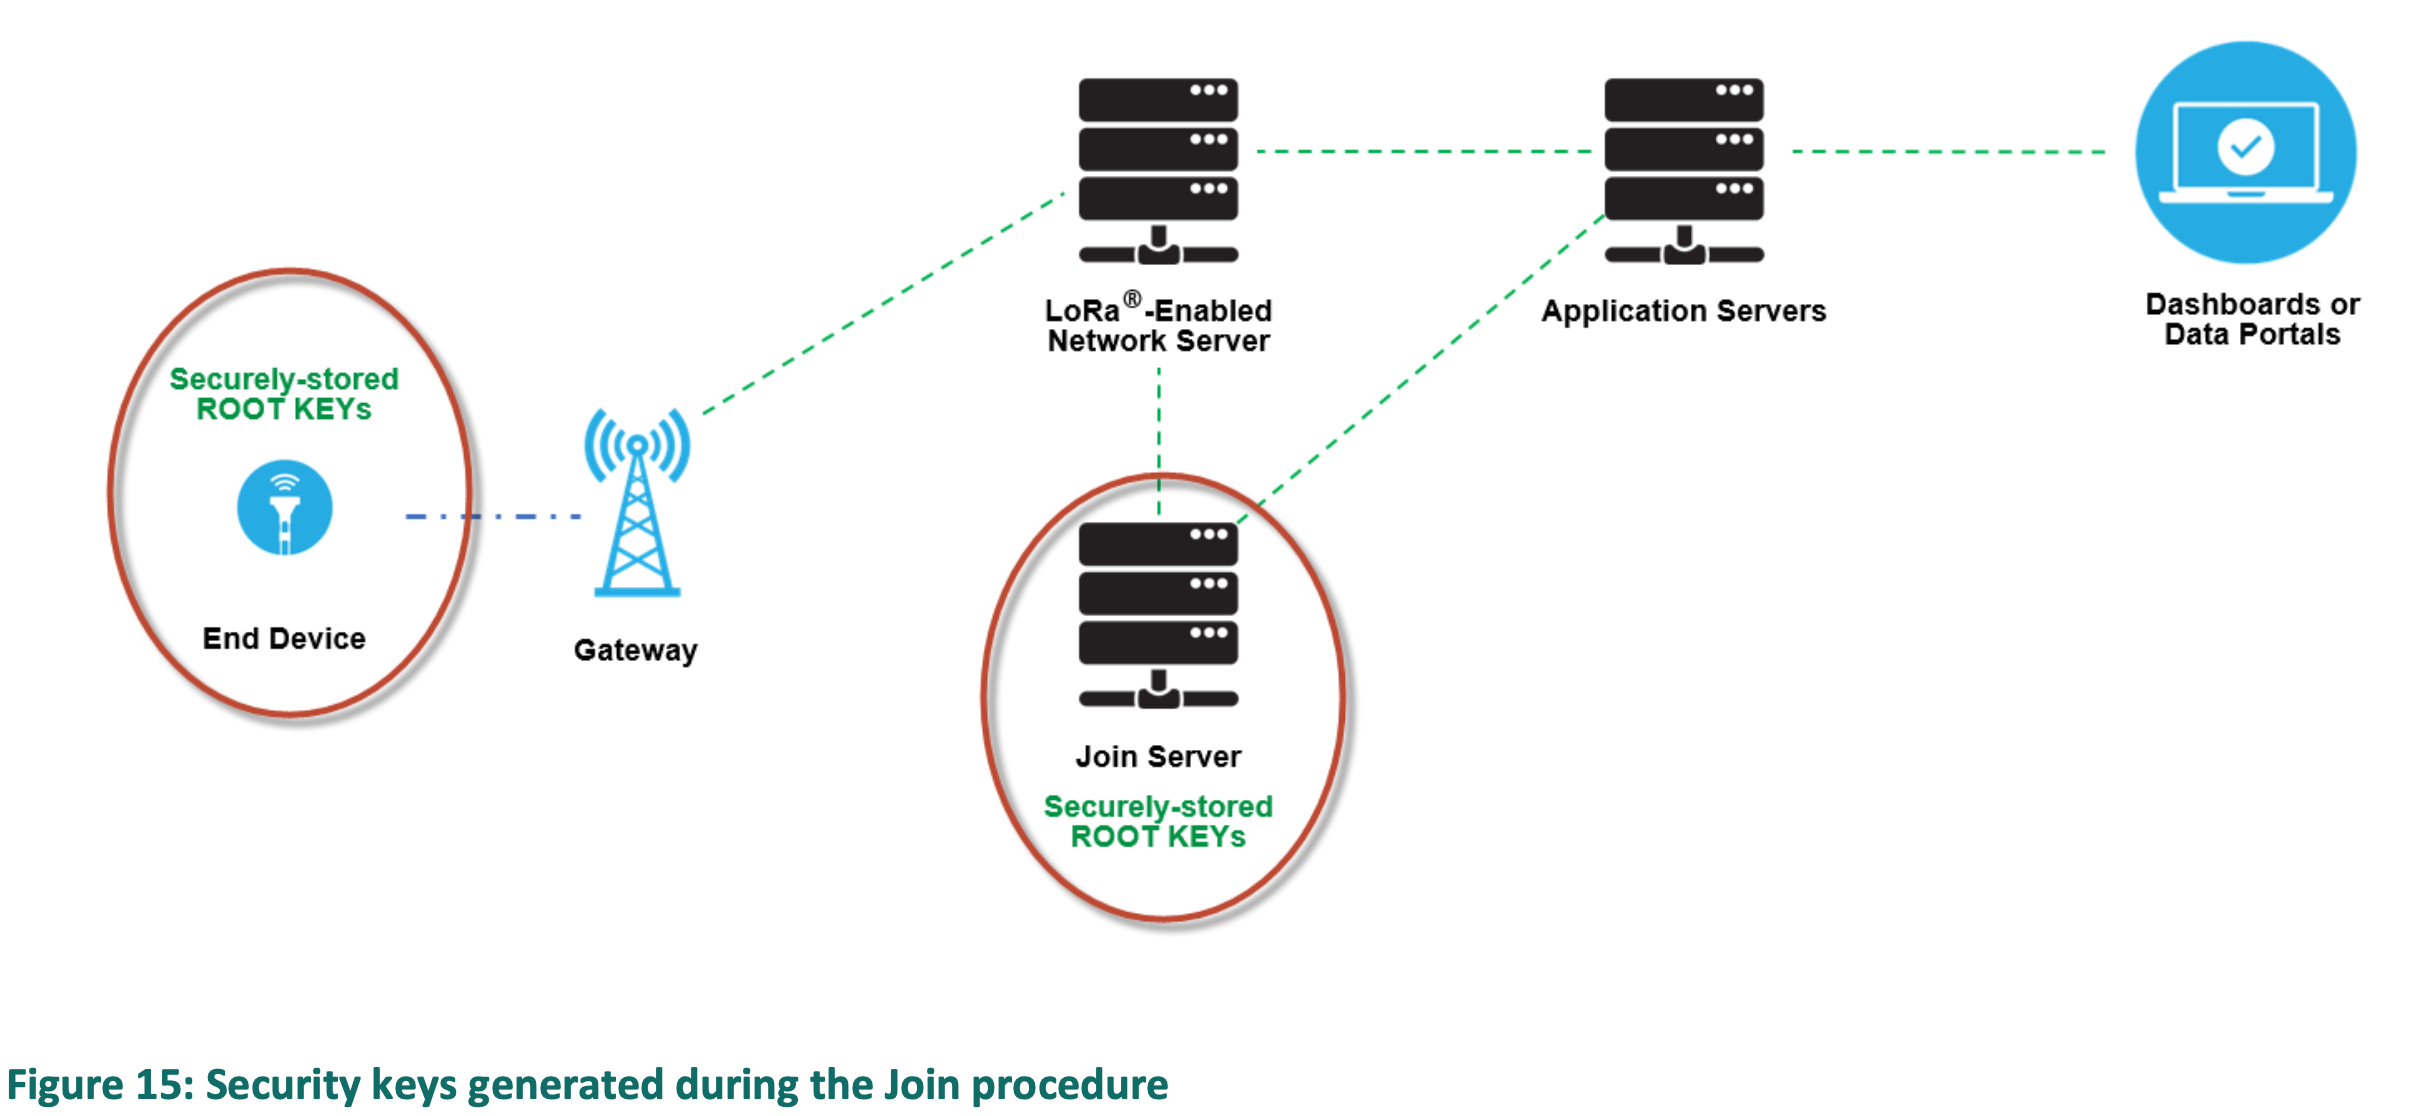 Securely-stored
ROOT KEYs
End Device
Gateway
LoRa®-Enabled
Network Server
Application Servers
Dashboards or
Data Portals
Join Server
Securely-stored
ROOT KEYs
Figure 15: Security keys generated during the Join procedure